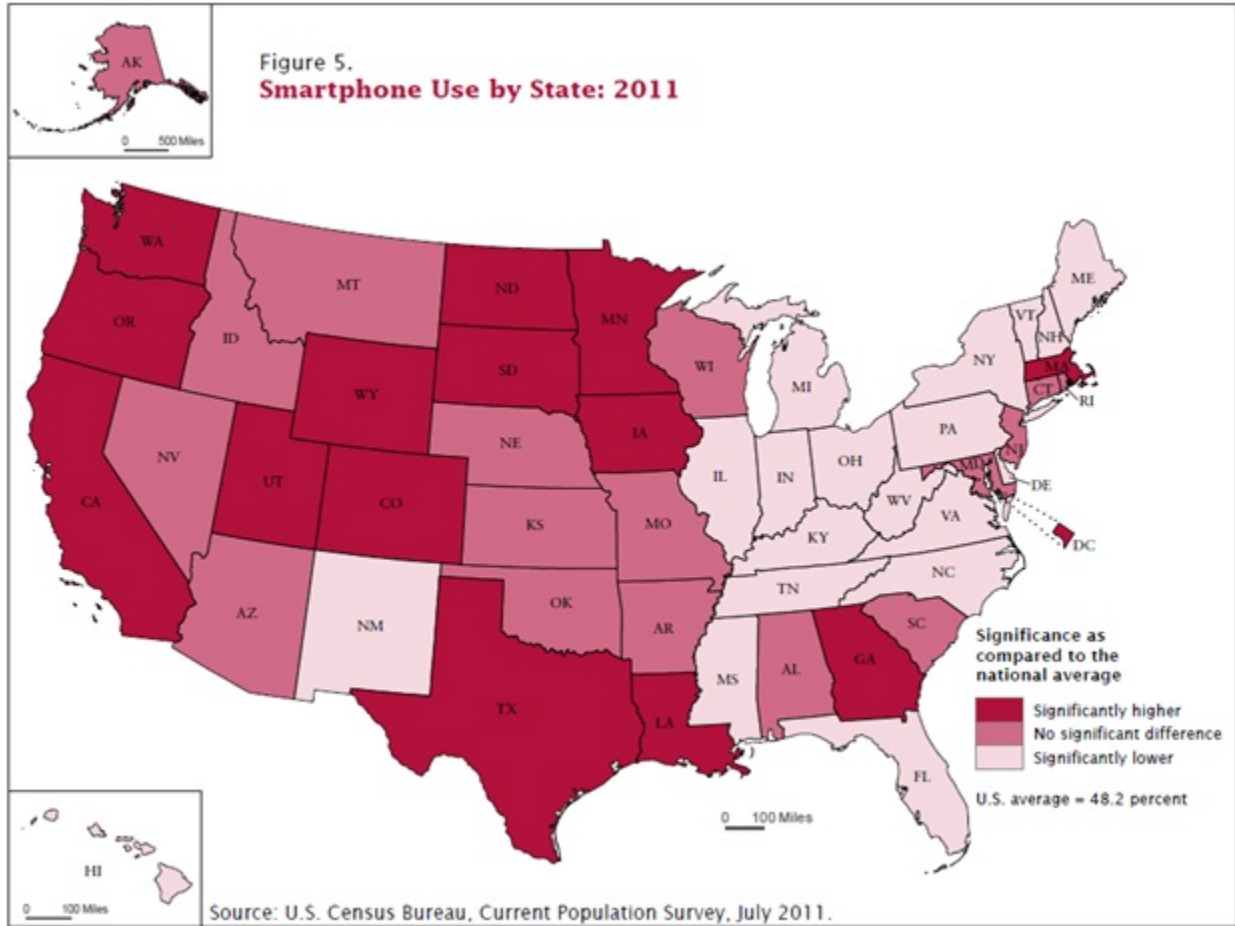 AK
0 500 Miles
Figure 5.
Smartphone Use by State: 2011
WA
MT
ND
MN
OR
ID
WY
SD
WI
MI
NY
VT
NH
ME
MA
CT
RI
NV
UT
CO
NE
IA
IL
IN
OH
PA
NJ
MD
DE
DC
CA
KS
MO
KY
WV
VA
AZ
NM
OK
AR
TN
NC
SC
TX
LA
MS
AL
GA
FL
Significance as
compared to the
national average
Significantly higher
No significant difference
Significantly lower
U.S. average = 48.2 percent
0 100 Miles
HI
0 100 Miles
Source: U.S. Census Bureau, Current Population Survey, July 2011.